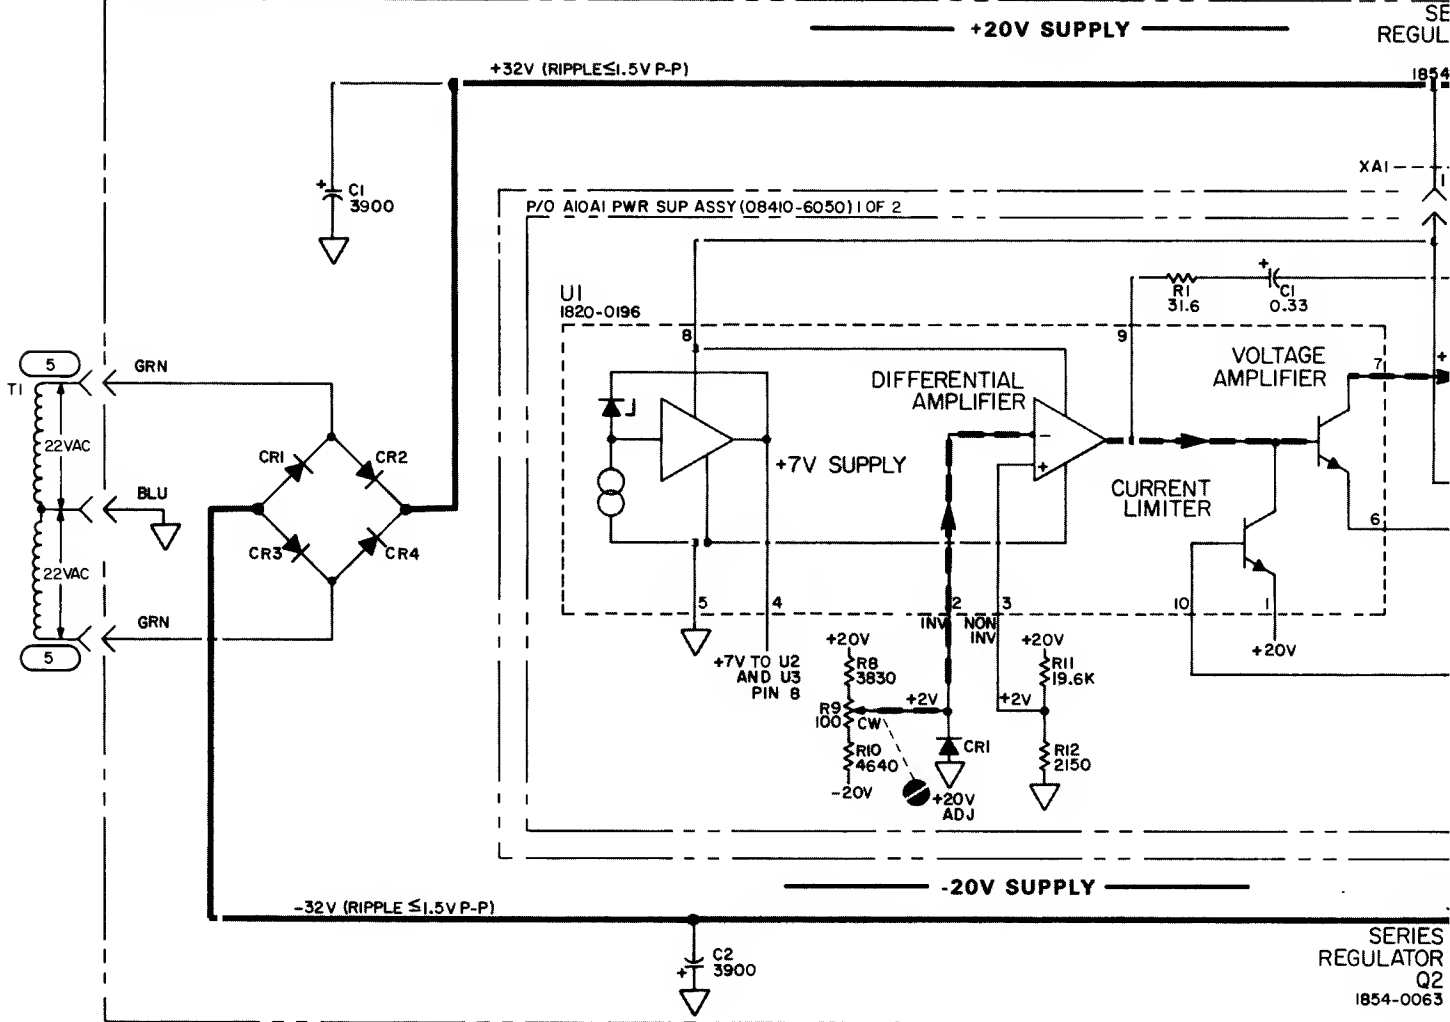 +20V SUPPLY
SE
REGUL
1854
+32V (RIPPLE≤1.5V P-P)
XA1
1
+
C1
3900
P/O A10A1 PWR SUP ASSY (08410-6050) 1 OF 2
+
R1
31.6
C1
0.33
U1
1820-0196
8
9
VOLTAGE
AMPLIFIER
7
+
5
GRN
T1
DIFFERENTIAL
AMPLIFIER
22VAC
CR1
CR2
+7V SUPPLY
-
+
BLU
CURRENT
LIMITER
6
CR3
CR4
22VAC
5
4
2
3
10
1
GRN
5
INV
NON
INV
+20V
+7V TO U2
AND U3
PIN 8
+20V
R8
3830
+20V
R11
19.6K
R9
100
CW
+2V
+2V
R10
4640
CR1
R12
2150
-20V
+20V
ADJ
-20V SUPPLY
-32V (RIPPLE ≤1.5V P-P)
+
C2
3900
SERIES
REGULATOR
Q2
1854-0063